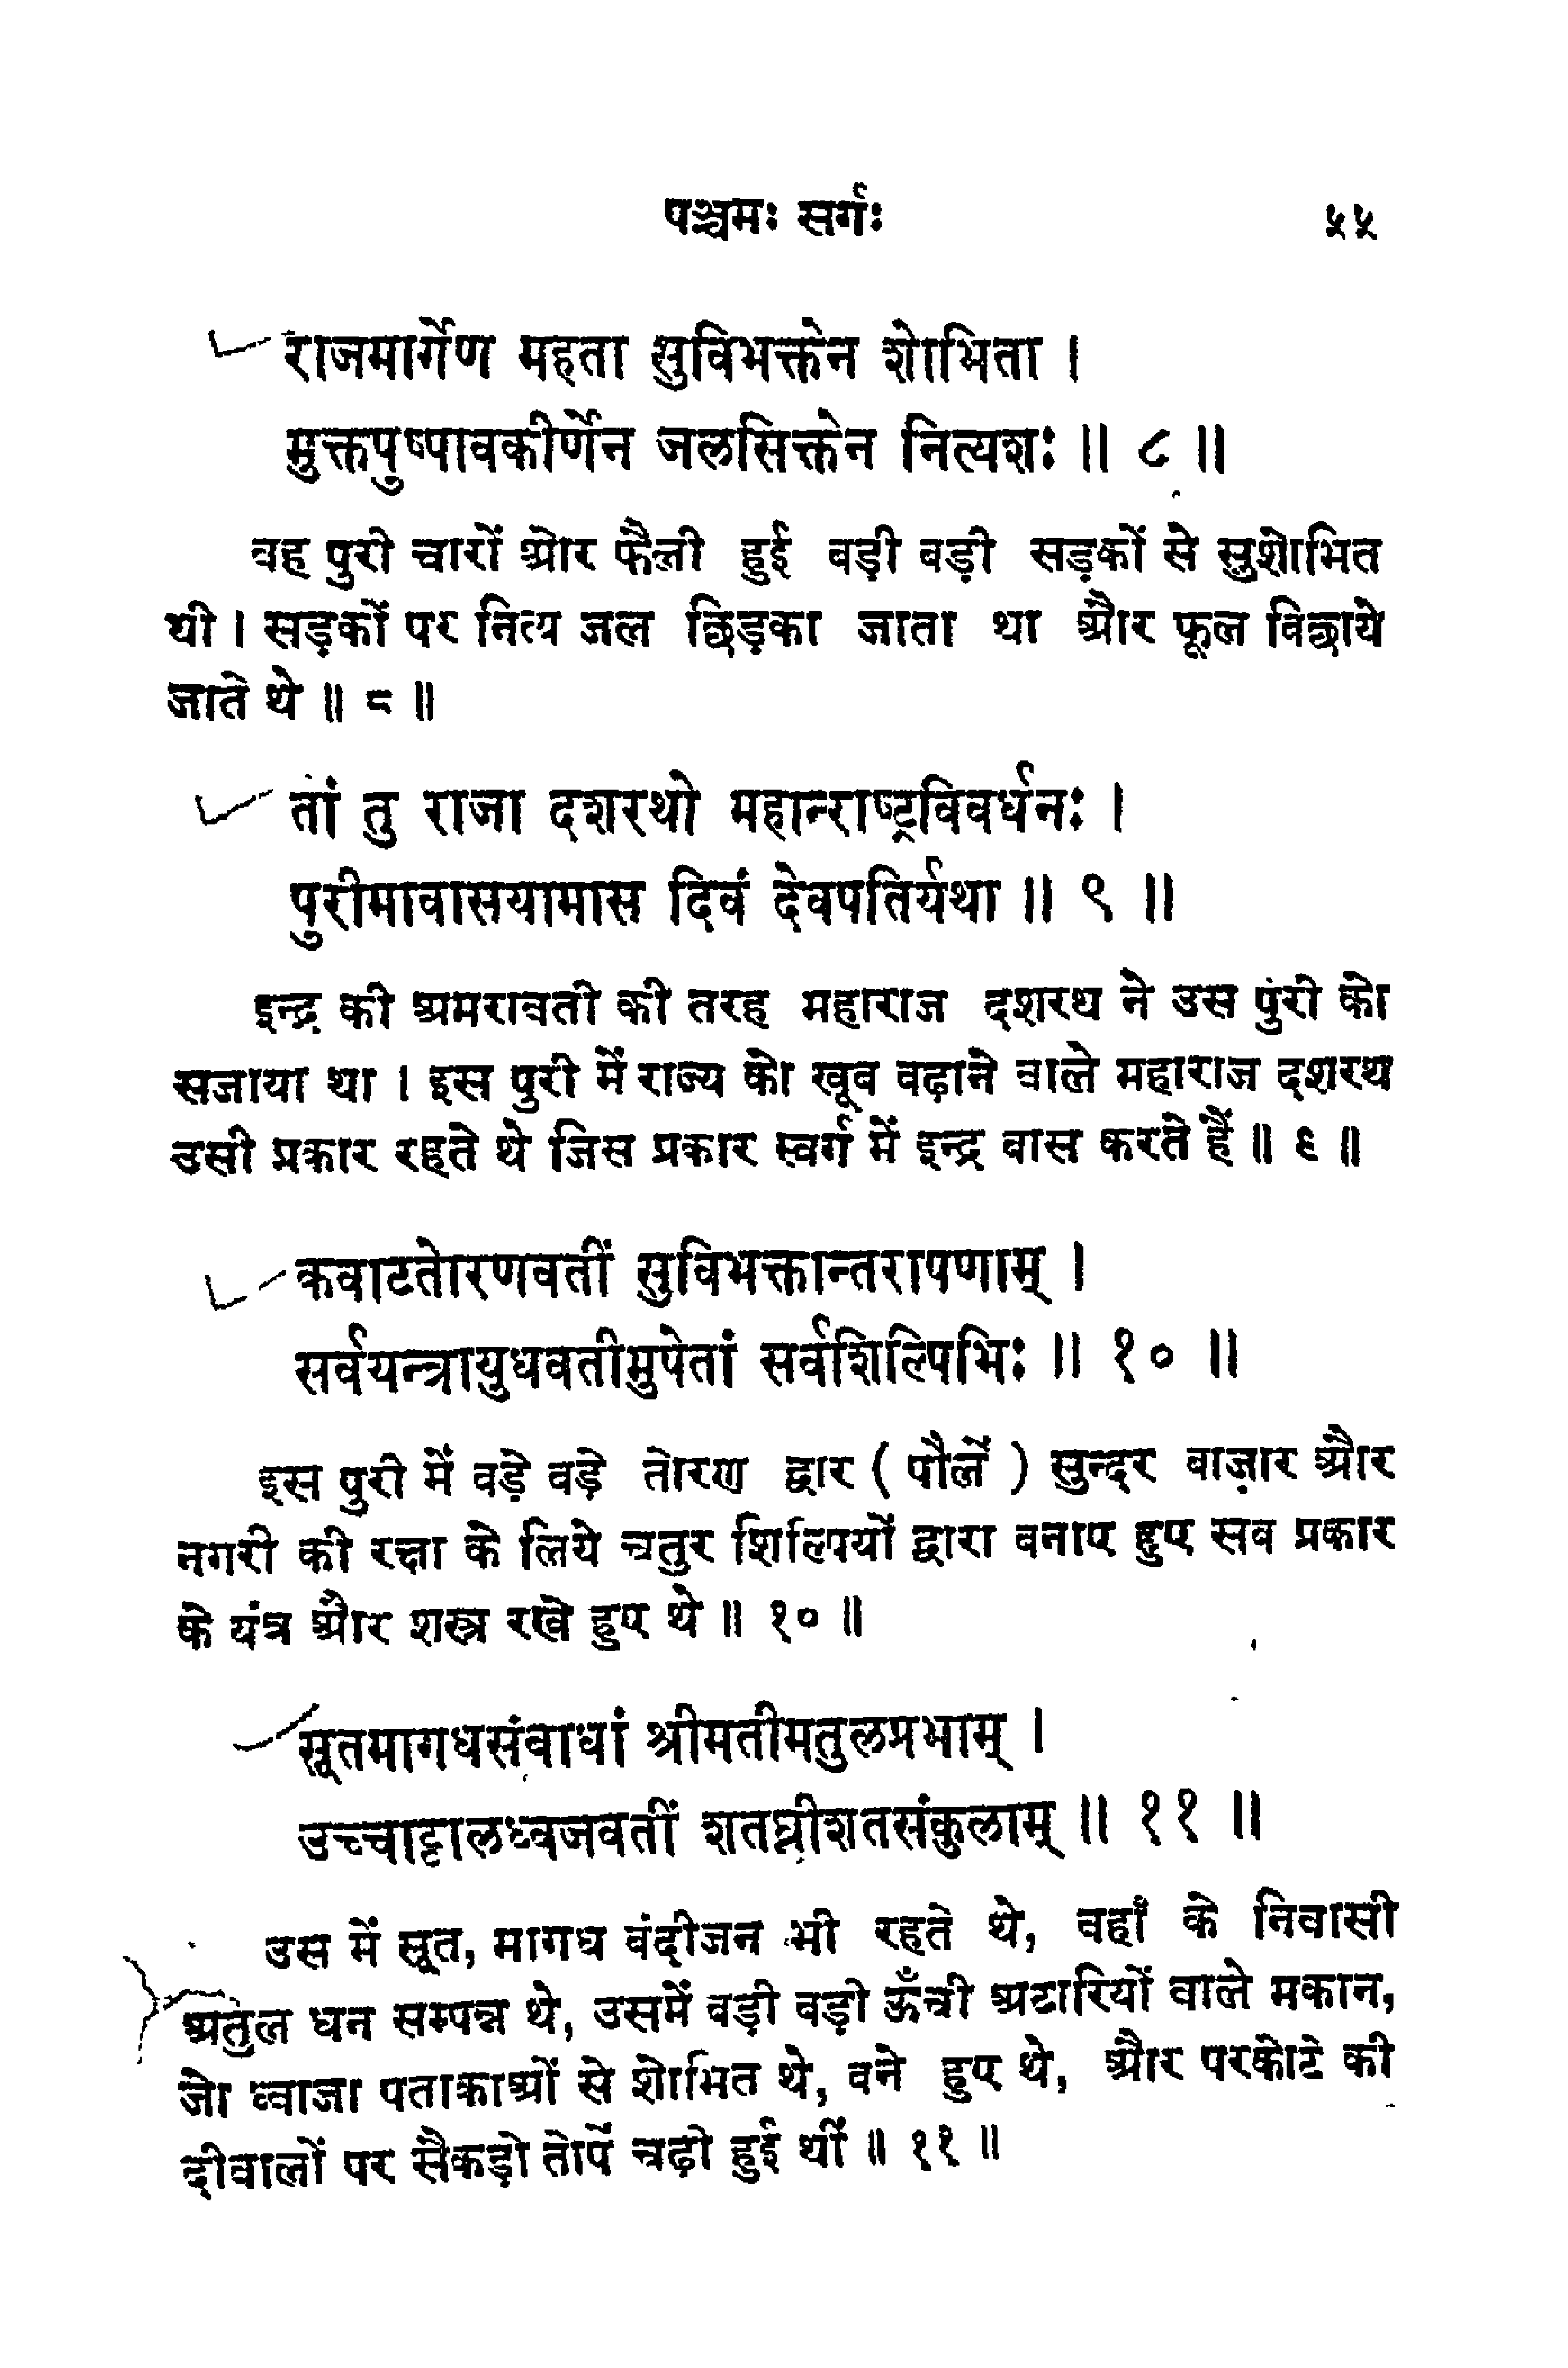 पञ्चमः सर्गः ५५
राजमार्गेण महता सुविभक्तेन शोभिता ।
मुक्तपुष्पावकीर्णेन जलसिक्तेन नित्यशः ॥ ८ ॥
वह पुरी चारों ओर फैली हुई बड़ी बड़ी सड़कों से सुशोभित
थी । सड़कों पर नित्य जल छिड़का जाता था और फूल बिछाये
जाते थे ॥ ८ ॥
तां तु राजा दशरथो महान्राष्ट्रविवर्धनः ।
पुरीमावासयामास दिवं देवपतिर्यथा ॥ ९ ॥
इन्द्र की अमरावती की तरह महाराज दशरथ ने उस पुरी को
सजाया था । इस पुरी में राज्य को खूब बढ़ाने वाले महाराज दशरथ
उसी प्रकार रहते थे जिस प्रकार स्वर्ग में इन्द्र वास करते हैं ॥ ९ ॥
कवाटतोरणवतीं सुविभक्तान्तरापणाम् ।
सर्वयन्त्रायुधवतीमुपेतां सर्वशिल्पिभिः ॥ १० ॥
इस पुरी में बड़े बड़े तोरण द्वार ( पौलें ) सुन्दर बाज़ार और
नगरी की रक्षा के लिये चतुर शिल्पियों द्वारा बनाए हुए सब प्रकार
के यंत्र और शस्त्र रखे हुए थे ॥ १० ॥
सूतमागधसंबाधां श्रीमतीमतुलप्रभाम् ।
उच्चाट्टालध्वजवतीं शतघ्नीशतसंकुलाम् ॥ ११ ॥
उस में सूत, मागध बंदीजन भी रहते थे, वहाँ के निवासी
अतुल धन सम्पन्न थे, उसमें बड़ी बड़ी ऊँची अटारियों वाले मकान,
जो ध्वाजा पताकाओं से शोभित थे, बने हुए थे, और परकोटे की
दीवालों पर सैकड़ो तोपें चढ़ी हुई थीं ॥ ११ ॥